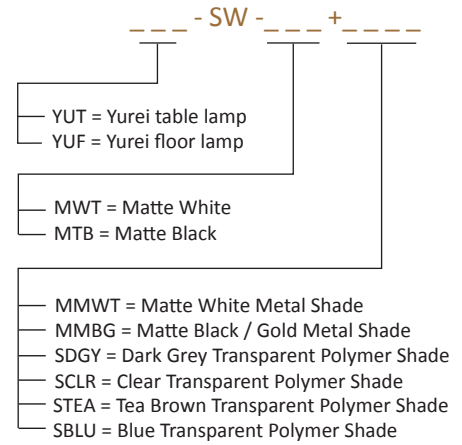 _ _ _ - SW - _ _ _ + _ _ _ _
YUT = Yurei table lamp
YUF = Yurei floor lamp
MWT = Matte White
MTB = Matte Black
MMWT = Matte White Metal Shade
MMBG = Matte Black / Gold Metal Shade
SDGY = Dark Grey Transparent Polymer Shade
SCLR = Clear Transparent Polymer Shade
STEA = Tea Brown Transparent Polymer Shade
SBLU = Blue Transparent Polymer Shade